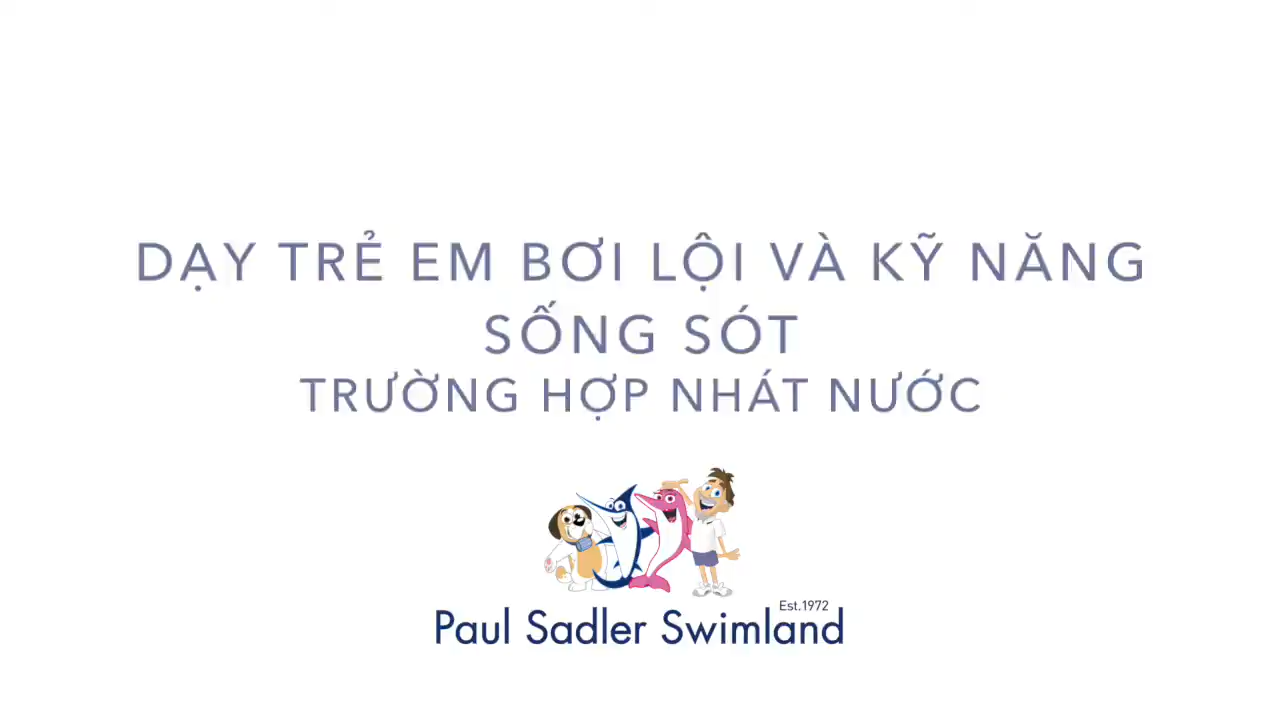 DẠY TRẺ EM BƠI LỘI VÀ KỸ NĂNG
SỐNG SÓT
TRƯỜNG HỢP NHÁT NƯỚC
Est.1972
Paul Sadler Swimland